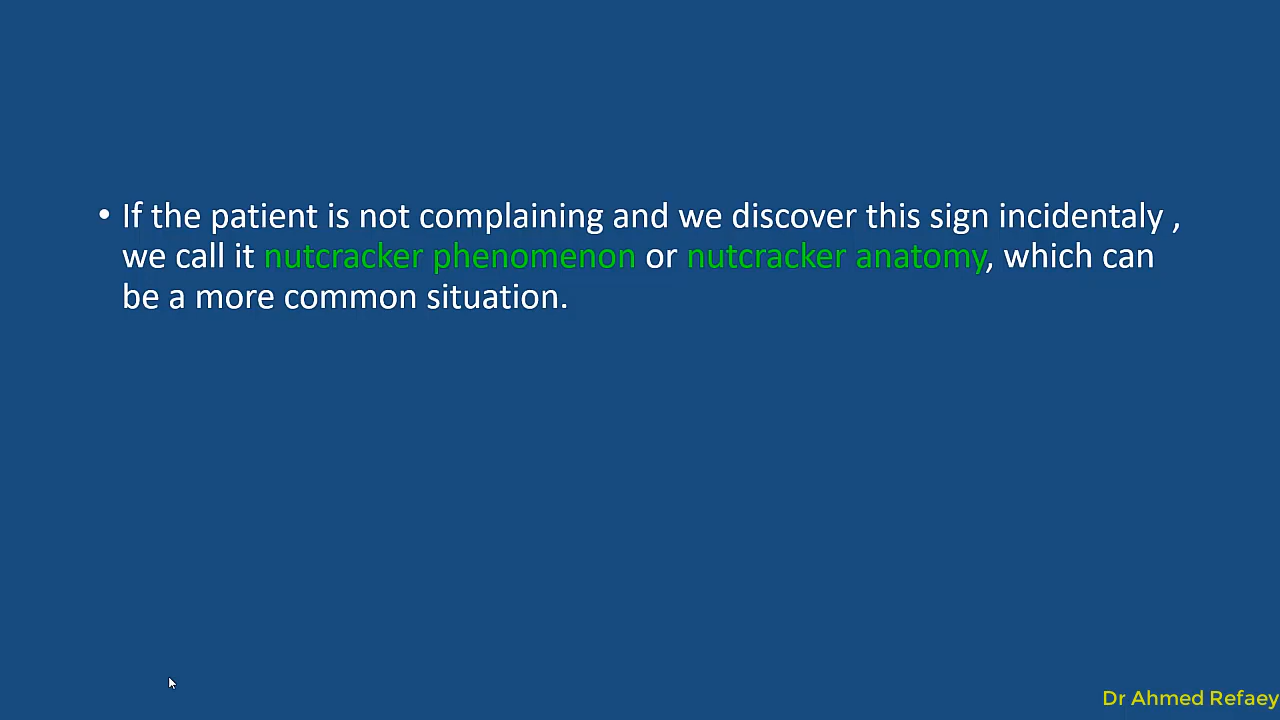 • If the patient is not complaining and we discover this sign incidentaly ,
we call it nutcracker phenomenon or nutcracker anatomy, which can
be a more common situation.
Dr Ahmed Refaey